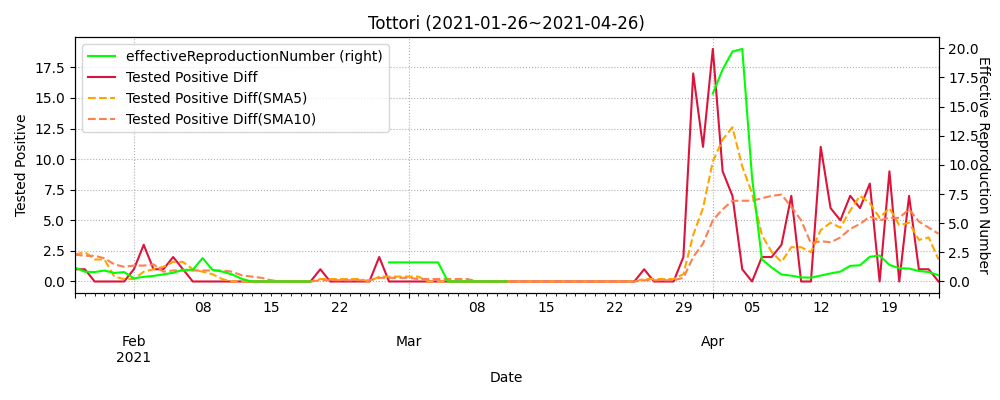 Tottori (2021-01-26~2021-04-26)
effectiveReproductionNumber (right)
Tested Positive Diff
Tested Positive Diff(SMA5)
Tested Positive Diff(SMA10)
Tested Positive
17.5
15.0
12.5
10.0
7.5
5.0
2.5
0.0
20.0
17.5
15.0
12.5
10.0
7.5
5.0
2.5
0.0
Effective Reproduction Number
08 15 22 08 15 22 29 05 12 19
Feb Mar Apr
2021
Date